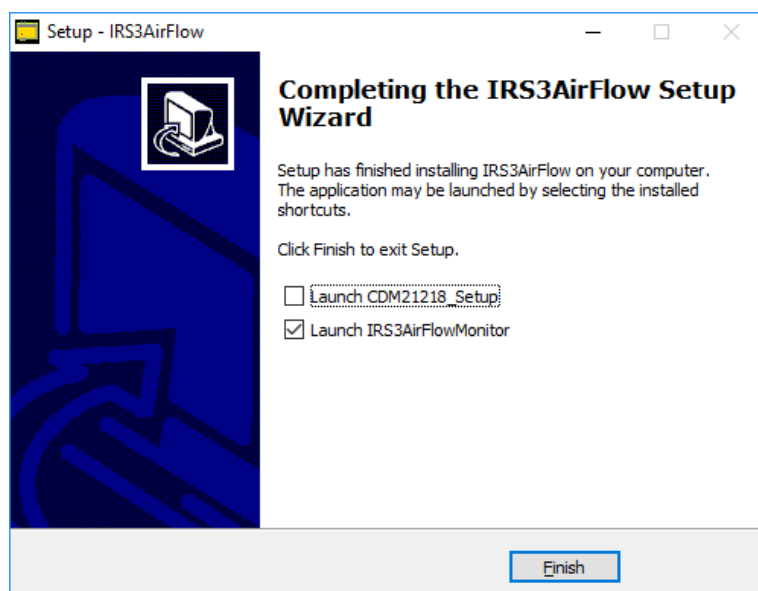 Setup - IRS3AirFlow
Completing the IRS3AirFlow Setup
Wizard
Setup has finished installing IRS3AirFlow on your computer.
The application may be launched by selecting the installed
shortcuts.
Click Finish to exit Setup.
Launch CDM21218_Setup
Launch IRS3AirFlowMonitor
Finish